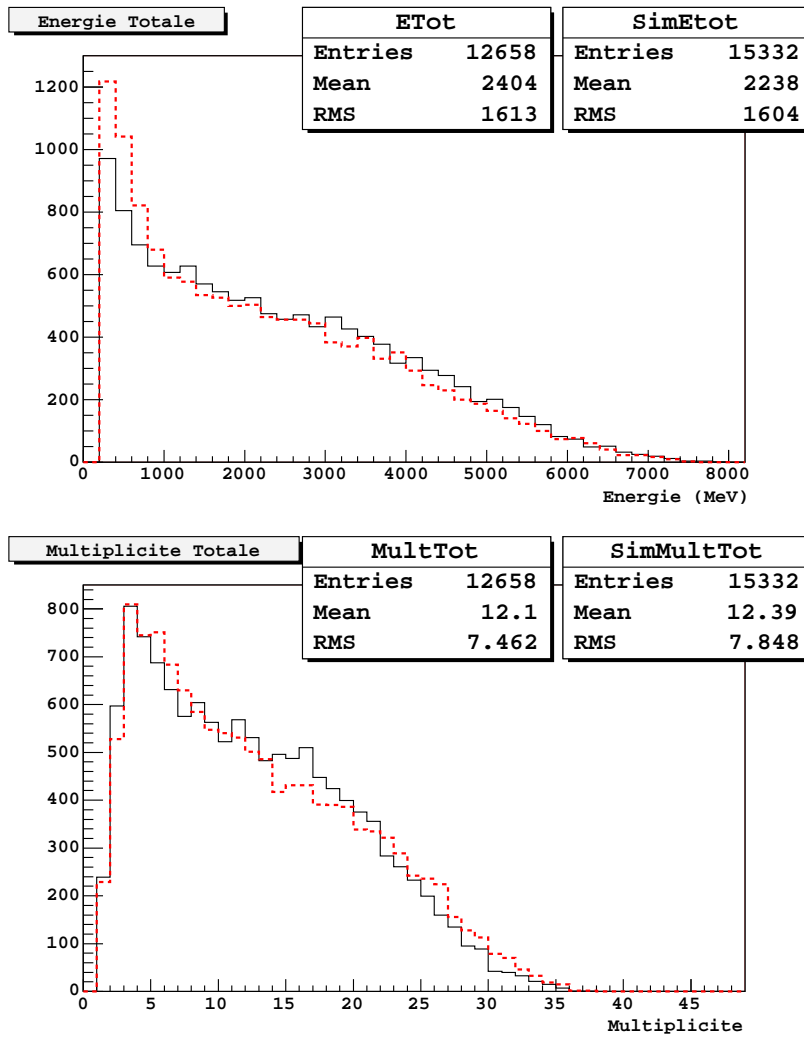 Energie Totale
ETot
Entries 12658
Mean 2404
RMS 1613
SimEtot
Entries 15332
Mean 2238
RMS 1604
1200
1000
800
600
400
200
0
0 1000 2000 3000 4000 5000 6000 7000 8000
Energie (MeV)
Multiplicite Totale
MultTot
Entries 12658
Mean 12.1
RMS 7.462
SimMultTot
Entries 15332
Mean 12.39
RMS 7.848
800
700
600
500
400
300
200
100
0
0 5 10 15 20 25 30 35 40 45
Multiplicite